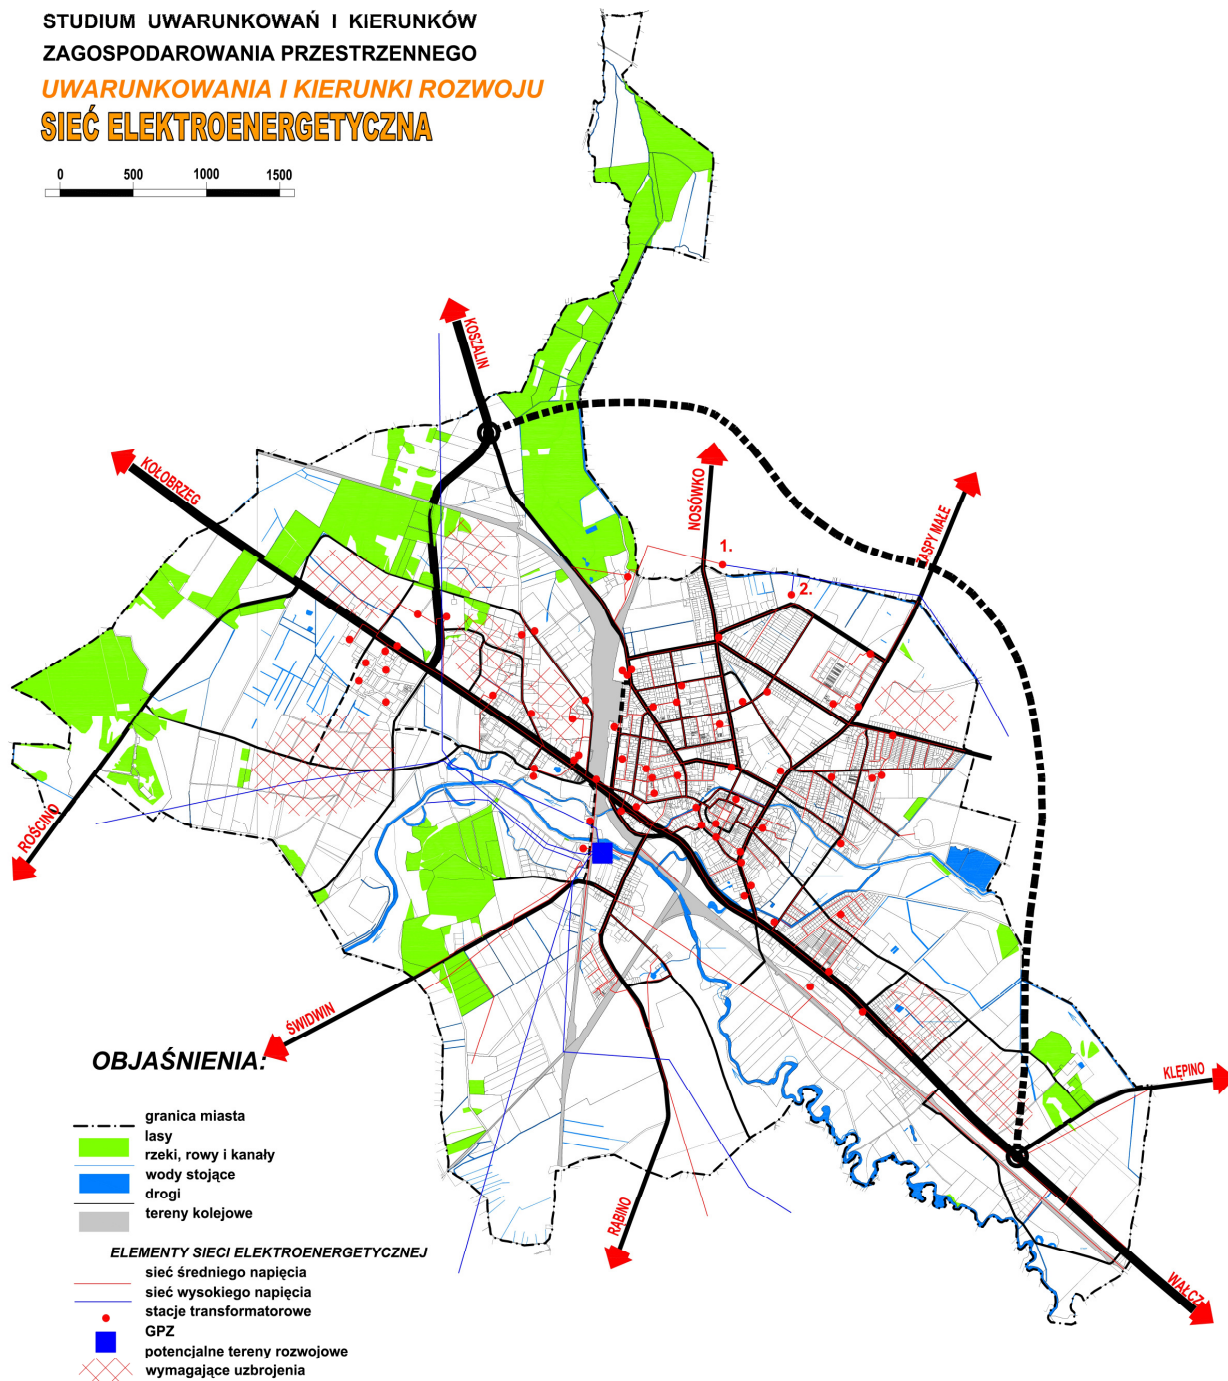 STUDIUM UWARUNKOWAŃ I KIERUNKÓW
ZAGOSPODAROWANIA PRZESTRZENNEGO
UWARUNKOWANIA I KIERUNKI ROZWOJU
SIEĆ ELEKTROENERGETYCZNA
0 500 1000 1500
KOSZALIN
KOŁOBRZEG
NOSÓWKO
ZASPY MAŁE
1.
2.
ROŚCINO
ŚWIDWIN
RĄBINO
KLĘPINO
WAŁCZ
OBJAŚNIENIA:
granica miasta
lasy
rzeki, rowy i kanały
wody stojące
drogi
tereny kolejowe
ELEMENTY SIECI ELEKTROENERGETYCZNEJ
sieć średniego napięcia
sieć wysokiego napięcia
stacje transformatorowe
GPZ
potencjalne tereny rozwojowe
wymagające uzbrojenia